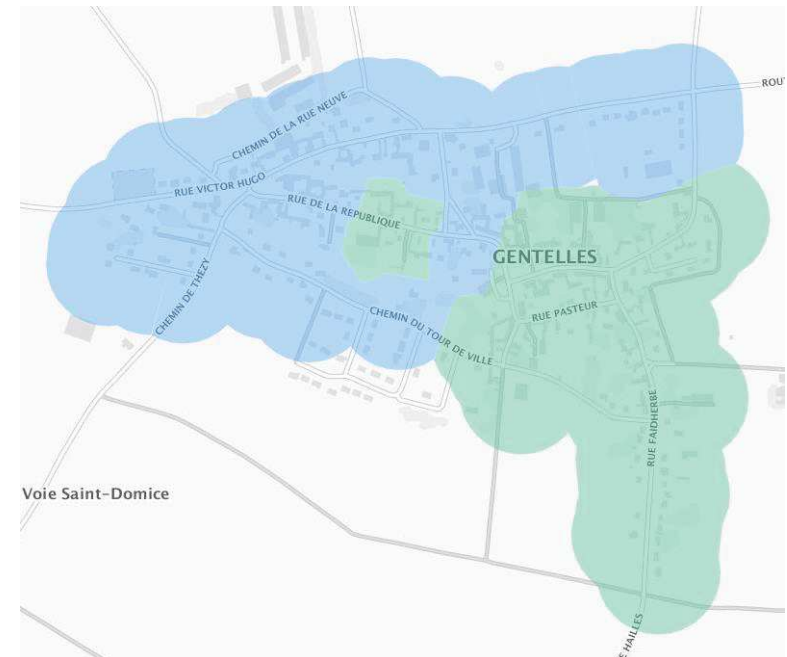 ROUT
CHEMIN DE LA RUE NEUVE
RUE VICTOR HUGO
RUE DE LA REPUBLIQUE
GENTELLES
CHEMIN DE THEZY
RUE PASTEUR
CHEMIN DU TOUR DE VILLE
RUE FAIDHERBE
Voie Saint-Domice
E HAILLES